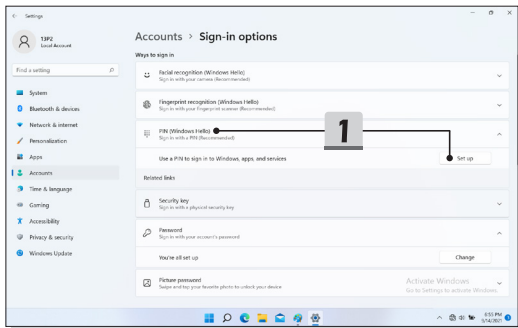 Settings
13P2
Local Account
Find a setting
System
Bluetooth & devices
Network & internet
Personalization
Apps
Accounts
Time & language
Gaming
Accessibility
Privacy & security
Windows Update
Accounts > Sign-in options
Ways to sign in
Facial recognition (Windows Hello)
Sign in with your camera (Recommended)
Fingerprint recognition (Windows Hello)
Sign in with your fingerprint scanner (Recommended)
PIN (Windows Hello)
Sign in with a PIN (Recommended)
1
Use a PIN to sign in to Windows, apps, and services
Set up
Related links
Security key
Sign in with a physical security key
Password
Sign in with your account's password
You're all set up
Change
Picture password
Swipe and tap your favorite photo to unlock your device
Activate Windows
Go to Settings to activate Windows.
6:55 PM
5/14/2021